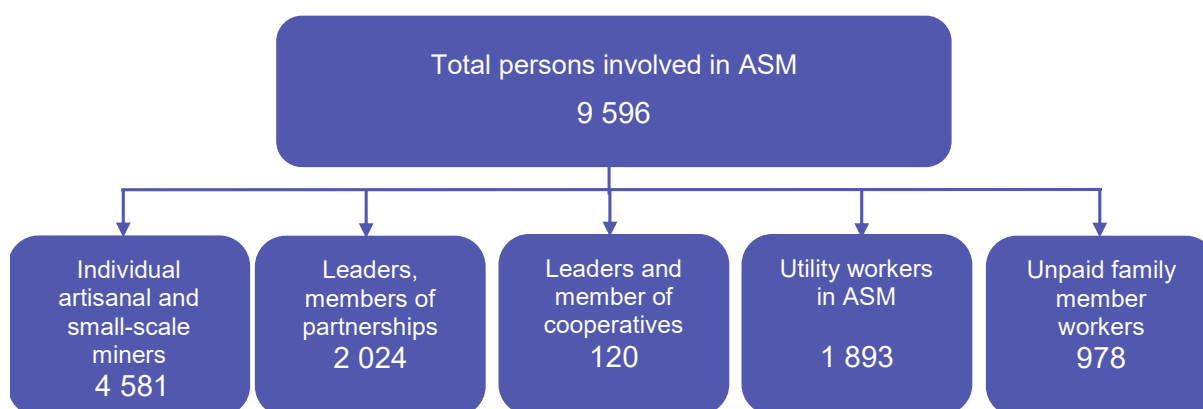 Total persons involved in ASM
9 596
Individual
artisanal and
small-scale
miners
4 581
Leaders,
members of
partnerships
2 024
Leaders and
member of
cooperatives
120
Utility workers
in ASM
1 893
Unpaid family
member
workers
978